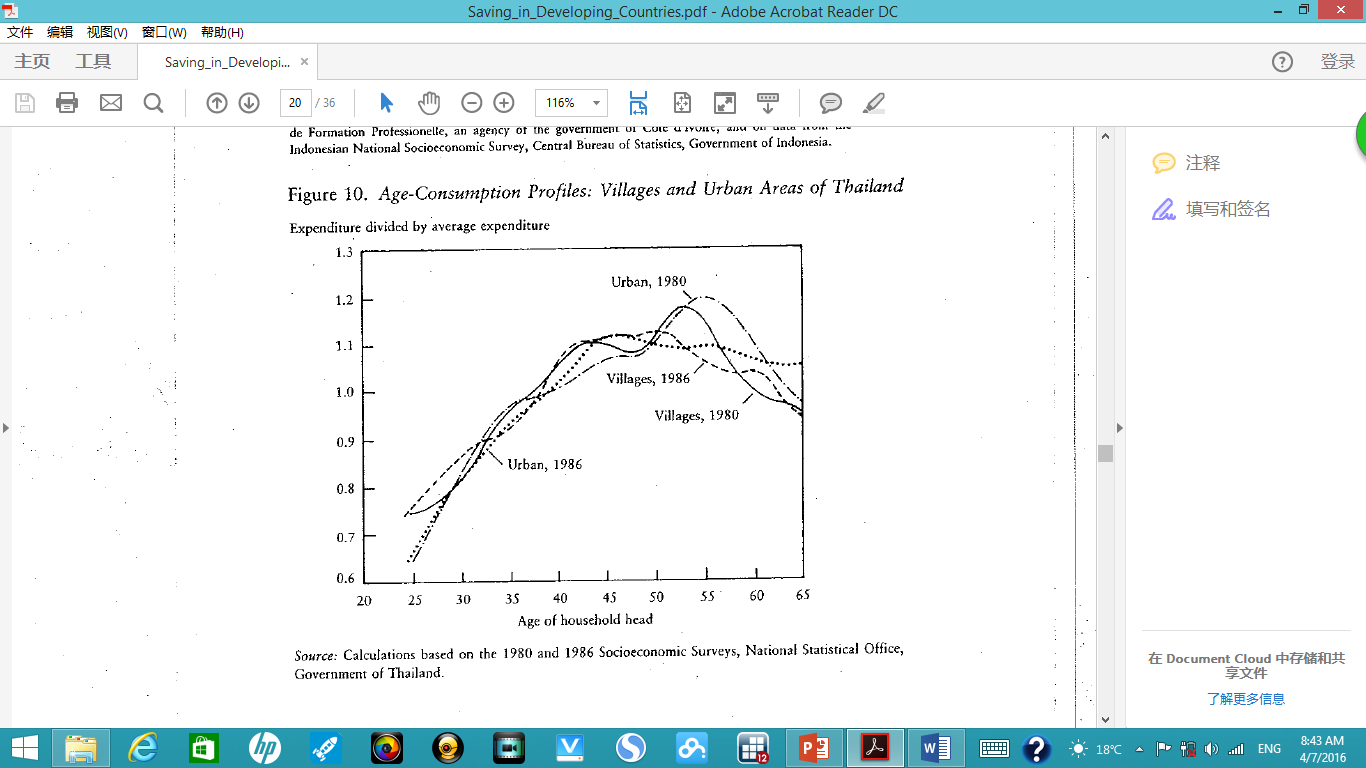 Saving_in_Developing_Countries.pdf - Adobe Acrobat Reader DC
文件 编辑 视图(V) 窗口(W) 帮助(H)
主页 工具 Saving_in_Developi... × ? 登录
20 / 36 116%
de Formation Professionelle, an agency of the government of Côte d'Ivoire, and on data from the
Indonesian National Socioeconomic Survey, Central Bureau of Statistics, Government of Indonesia.
Figure 10. Age-Consumption Profiles: Villages and Urban Areas of Thailand
Expenditure divided by average expenditure
1.3
Urban, 1980
1.2
1.1
Villages, 1986
1.0
Villages, 1980
0.9
Urban, 1986
0.8
0.7
0.6
20 25 30 35 40 45 50 55 60 65
Age of household head
Source: Calculations based on the 1980 and 1986 Socioeconomic Surveys, National Statistical Office,
Government of Thailand.
注释
填写和签名
在 Document Cloud 中存储和共
享文件
了解更多信息
hp
12
18℃ ENG
8:43 AM
4/7/2016